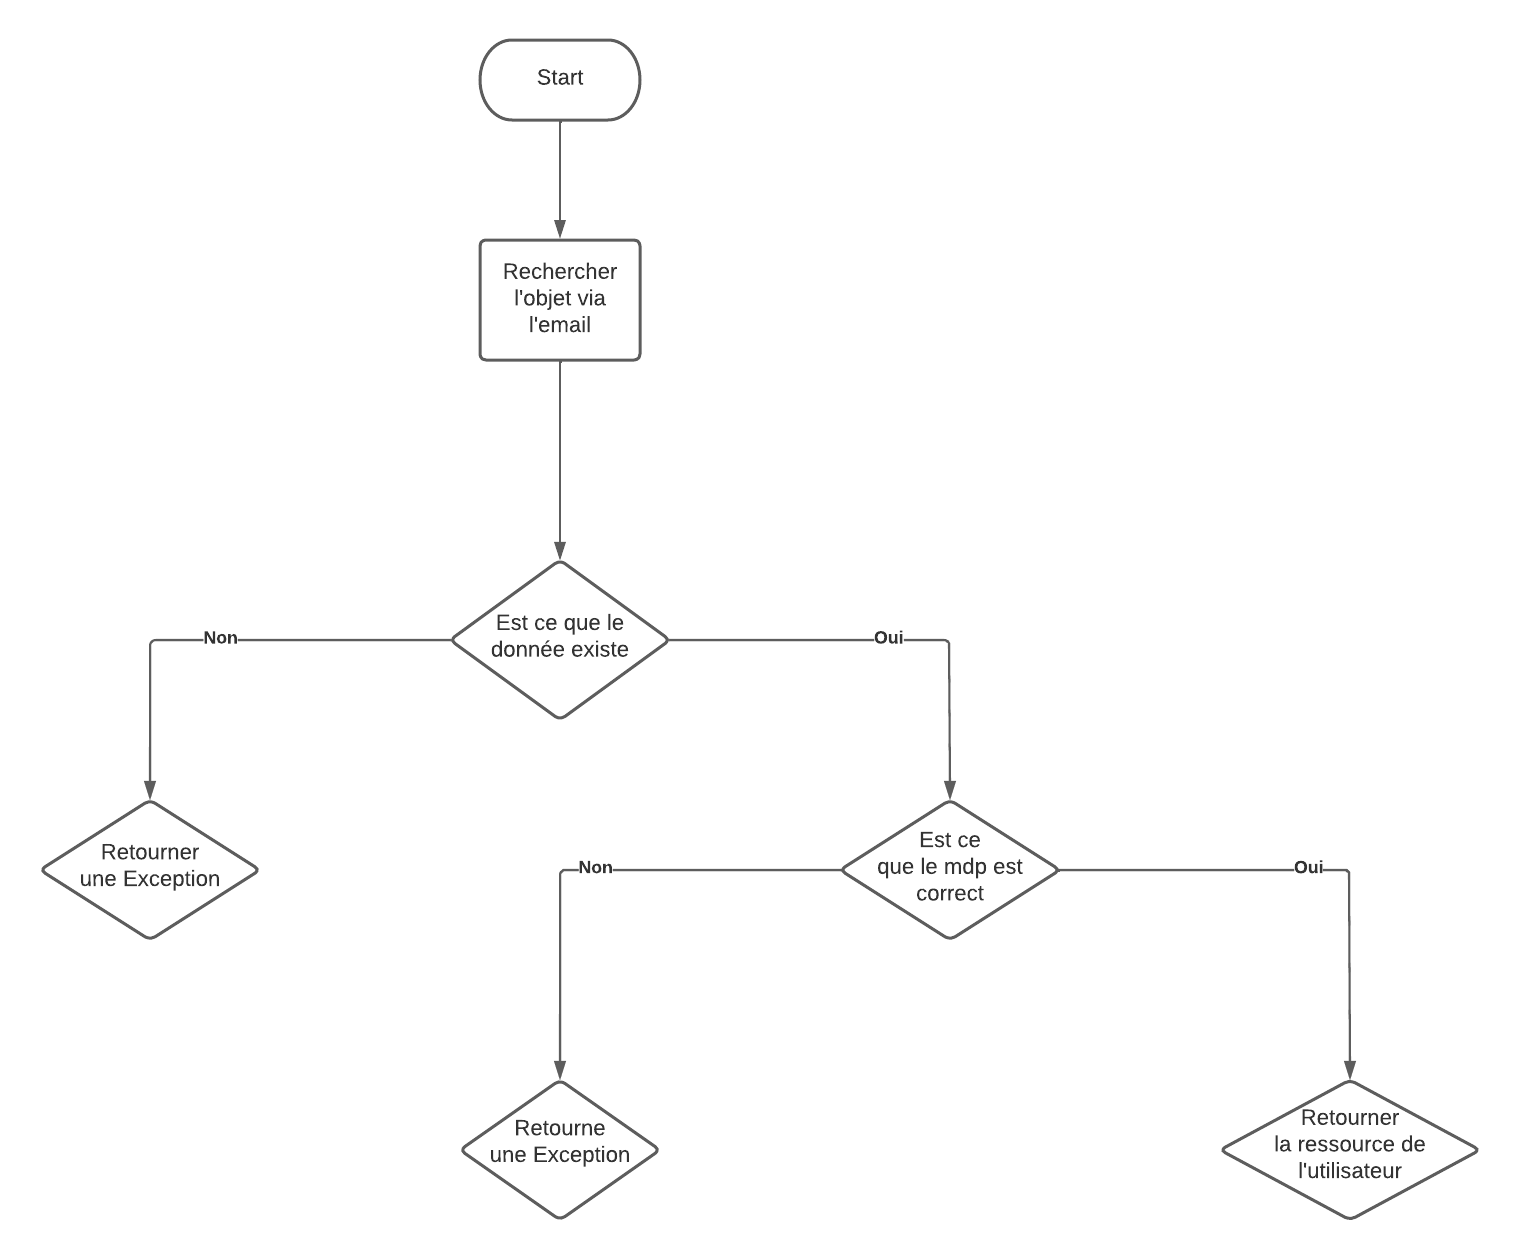 Start
Rechercher
l'objet via
l'email
Est ce que le
donnée existe
Non
Oui
Retourner
une Exception
Est ce
que le mdp est
correct
Non
Oui
Retourne
une Exception
Retourner
la ressource de
l'utilisateur